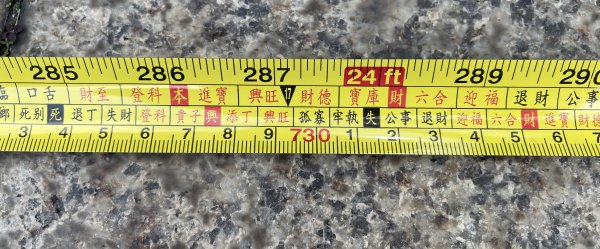 285 286 287 24 ft 289 290
臨 口舌 財至 登科 本 進寶 興旺 17 財德 寶庫 財 六合 迎福 退財 公事
鄉 死別 死 退丁 失財 登科 貴子 興 添丁 興旺 孤寡 牢執 失 公事 退財 迎福 六合 財 進寶 財德
3 4 5 6 7 8 9 730 1 2 3 4 5 6 7